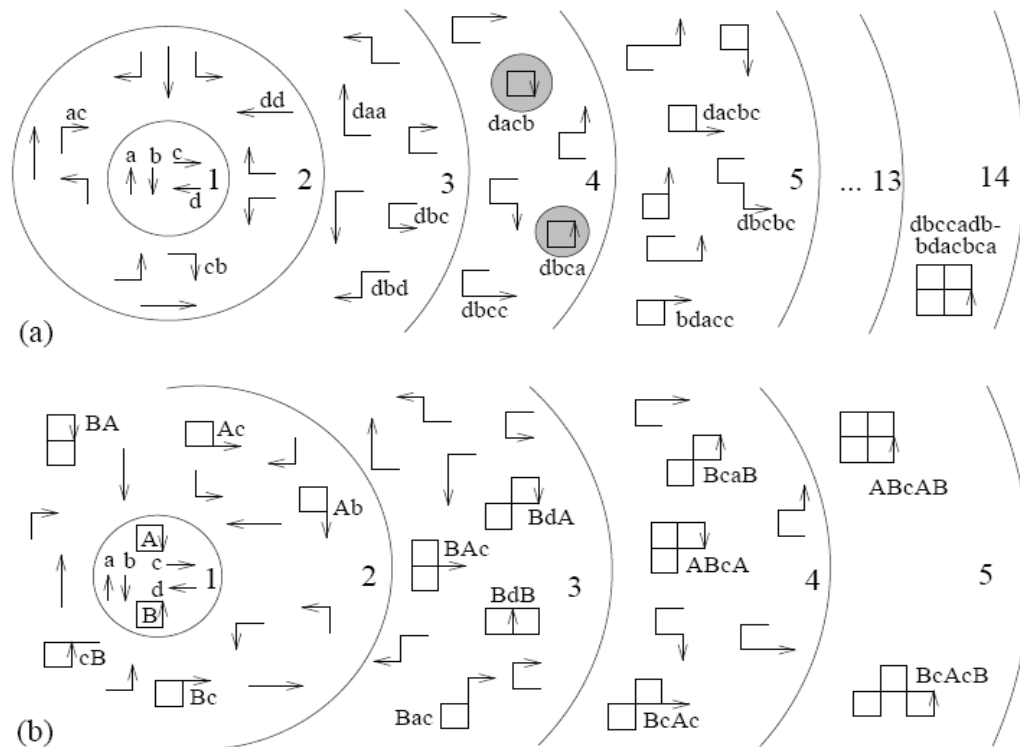 ac
dd
a b c
d
1
2
cb
daa
dbc
dbd
3
dacb
dbca
dbcc
4
dacbc
dbcbc
bdacc
5
... 13
14
dbccadb-
bdacbca
(a)
BA
Ac
Ab
A
a b
c
d
B
1
2
cB
Bc
BdA
BAc
BdB
Bac
3
BcaB
ABcA
BcAc
4
ABcAB
5
BcAcB
(b)